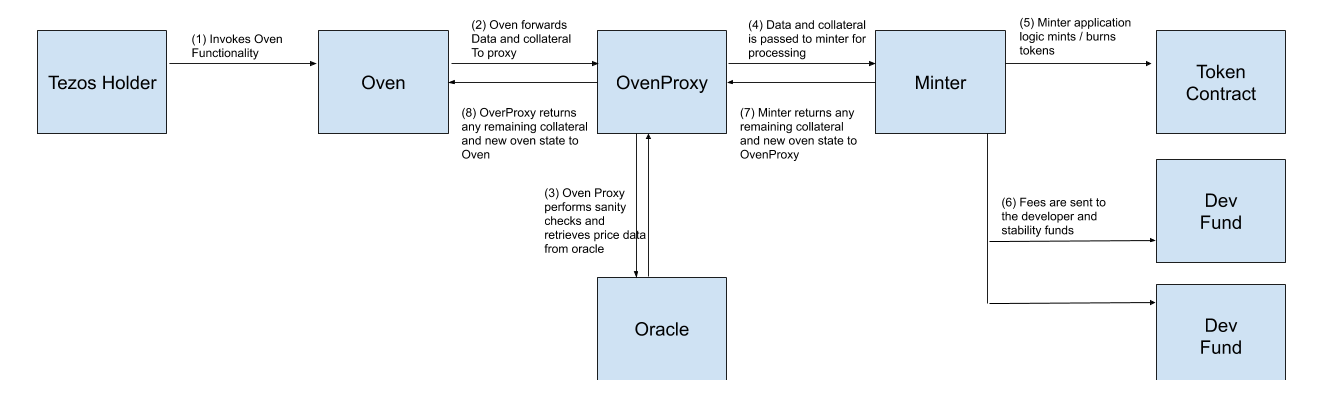 Tezos Holder
(1) Invokes Oven
Functionality
Oven
(2) Oven forwards
Data and collateral
To proxy
(8) OverProxy returns
any remaining collateral
and new oven state to
Oven
OvenProxy
(4) Data and collateral
is passed to minter for
processing
(7) Minter returns any
remaining collateral
and new oven state to
OvenProxy
Minter
(5) Minter application
logic mints / burns
tokens
Token
Contract
(3) Oven Proxy
performs sanity
checks and
retrieves price data
from oracle
Oracle
(6) Fees are sent to
the developer and
stability funds
Dev
Fund
Dev
Fund